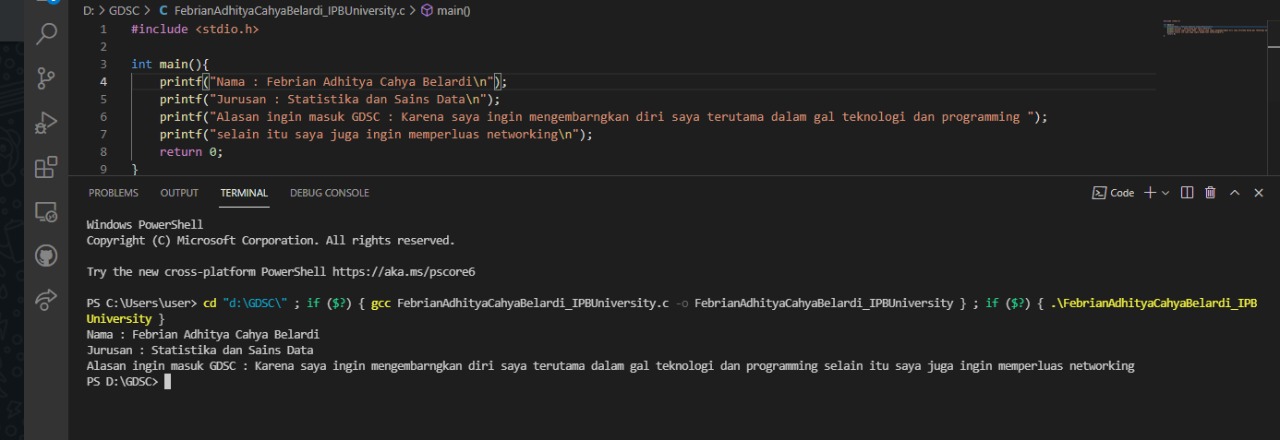 D: > GDSC > C FebrianAdhityaCahyaBelardi_IPBUniversity.c > main()
1 #include <stdio.h>
2
3 int main(){
4 printf("Nama : Febrian Adhitya Cahya Belardi\n");
5 printf("Jurusan : Statistika dan Sains Data\n");
6 printf("Alasan ingin masuk GDSC : Karena saya ingin mengembarngkan diri saya terutama dalam gal teknologi dan programming ");
7 printf("selain itu saya juga ingin memperluas networking\n");
8 return 0;
9 }
PROBLEMS OUTPUT TERMINAL DEBUG CONSOLE Code
Windows PowerShell
Copyright (C) Microsoft Corporation. All rights reserved.
Try the new cross-platform PowerShell https://aka.ms/pscore6
PS C:\Users\user> cd "d:\GDSC\" ; if ($?) { gcc FebrianAdhityaCahyaBelardi_IPBUniversity.c -o FebrianAdhityaCahyaBelardi_IPBUniversity } ; if ($?) { .\FebrianAdhityaCahyaBelardi_IPB
University }
Nama : Febrian Adhitya Cahya Belardi
Jurusan : Statistika dan Sains Data
Alasan ingin masuk GDSC : Karena saya ingin mengembarngkan diri saya terutama dalam gal teknologi dan programming selain itu saya juga ingin memperluas networking
PS D:\GDSC>